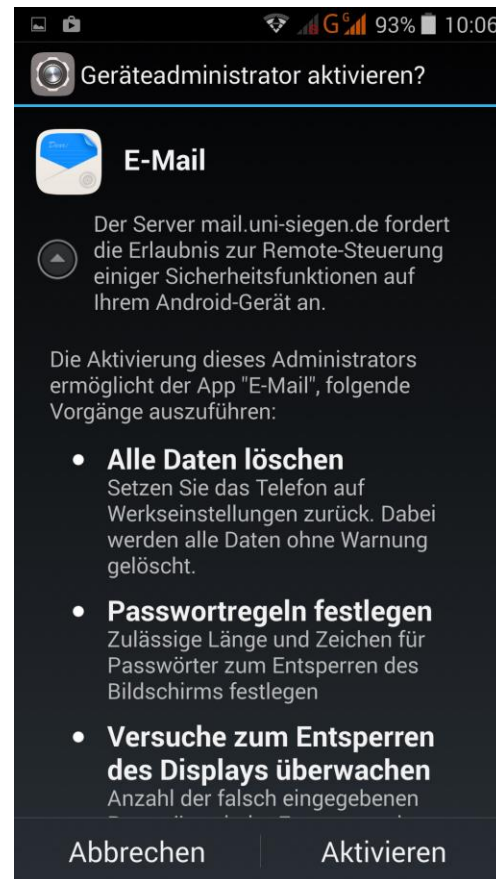 G G 93% 10:06
Geräteadministrator aktivieren?
E-Mail
Der Server mail.uni-siegen.de fordert
die Erlaubnis zur Remote-Steuerung
einiger Sicherheitsfunktionen auf
Ihrem Android-Gerät an.
Die Aktivierung dieses Administrators
ermöglicht der App "E-Mail", folgende
Vorgänge auszuführen:
• Alle Daten löschen
Setzen Sie das Telefon auf
Werkseinstellungen zurück. Dabei
werden alle Daten ohne Warnung
gelöscht.
• Passwortregeln festlegen
Zulässige Länge und Zeichen für
Passwörter zum Entsperren des
Bildschirms festlegen
• Versuche zum Entsperren
des Displays überwachen
Anzahl der falsch eingegebenen
Abbrechen Aktivieren